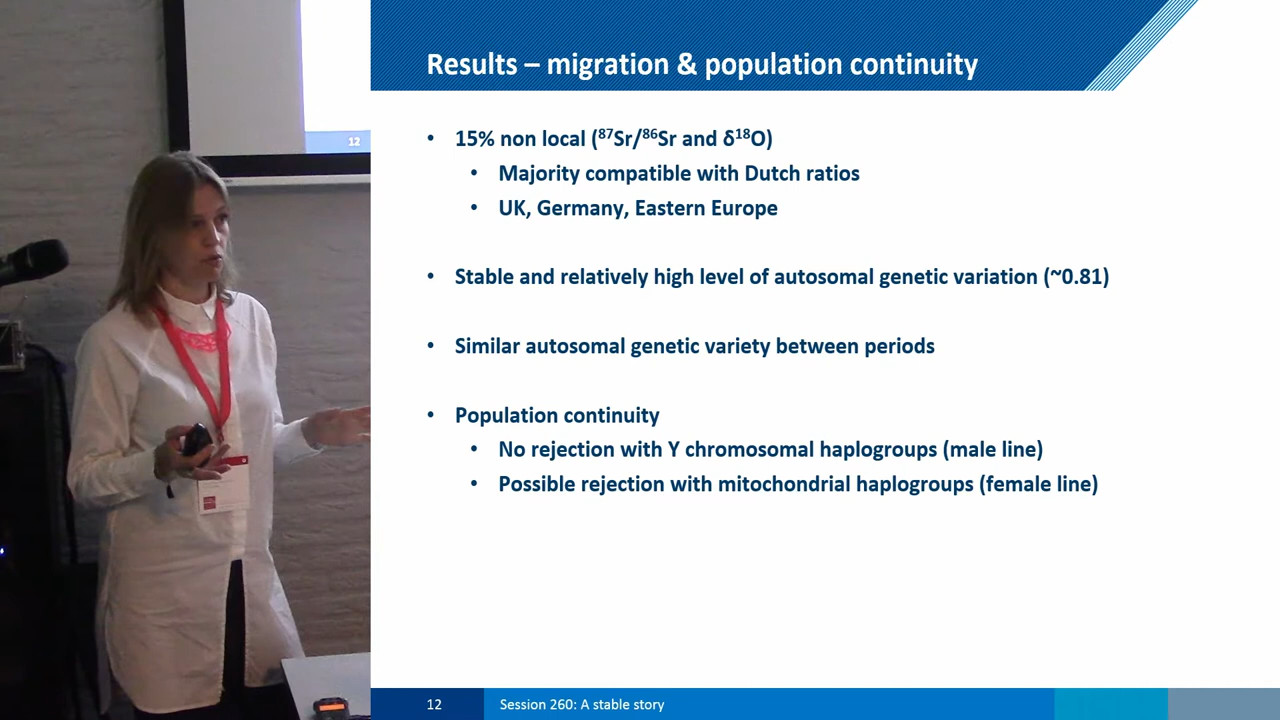 12
Results – migration & population continuity
• 15% non local (⁸⁷Sr/⁸⁶Sr and δ¹⁸O)
• Majority compatible with Dutch ratios
• UK, Germany, Eastern Europe
• Stable and relatively high level of autosomal genetic variation (~0.81)
• Similar autosomal genetic variety between periods
• Population continuity
• No rejection with Y chromosomal haplogroups (male line)
• Possible rejection with mitochondrial haplogroups (female line)
12 Session 260: A stable story